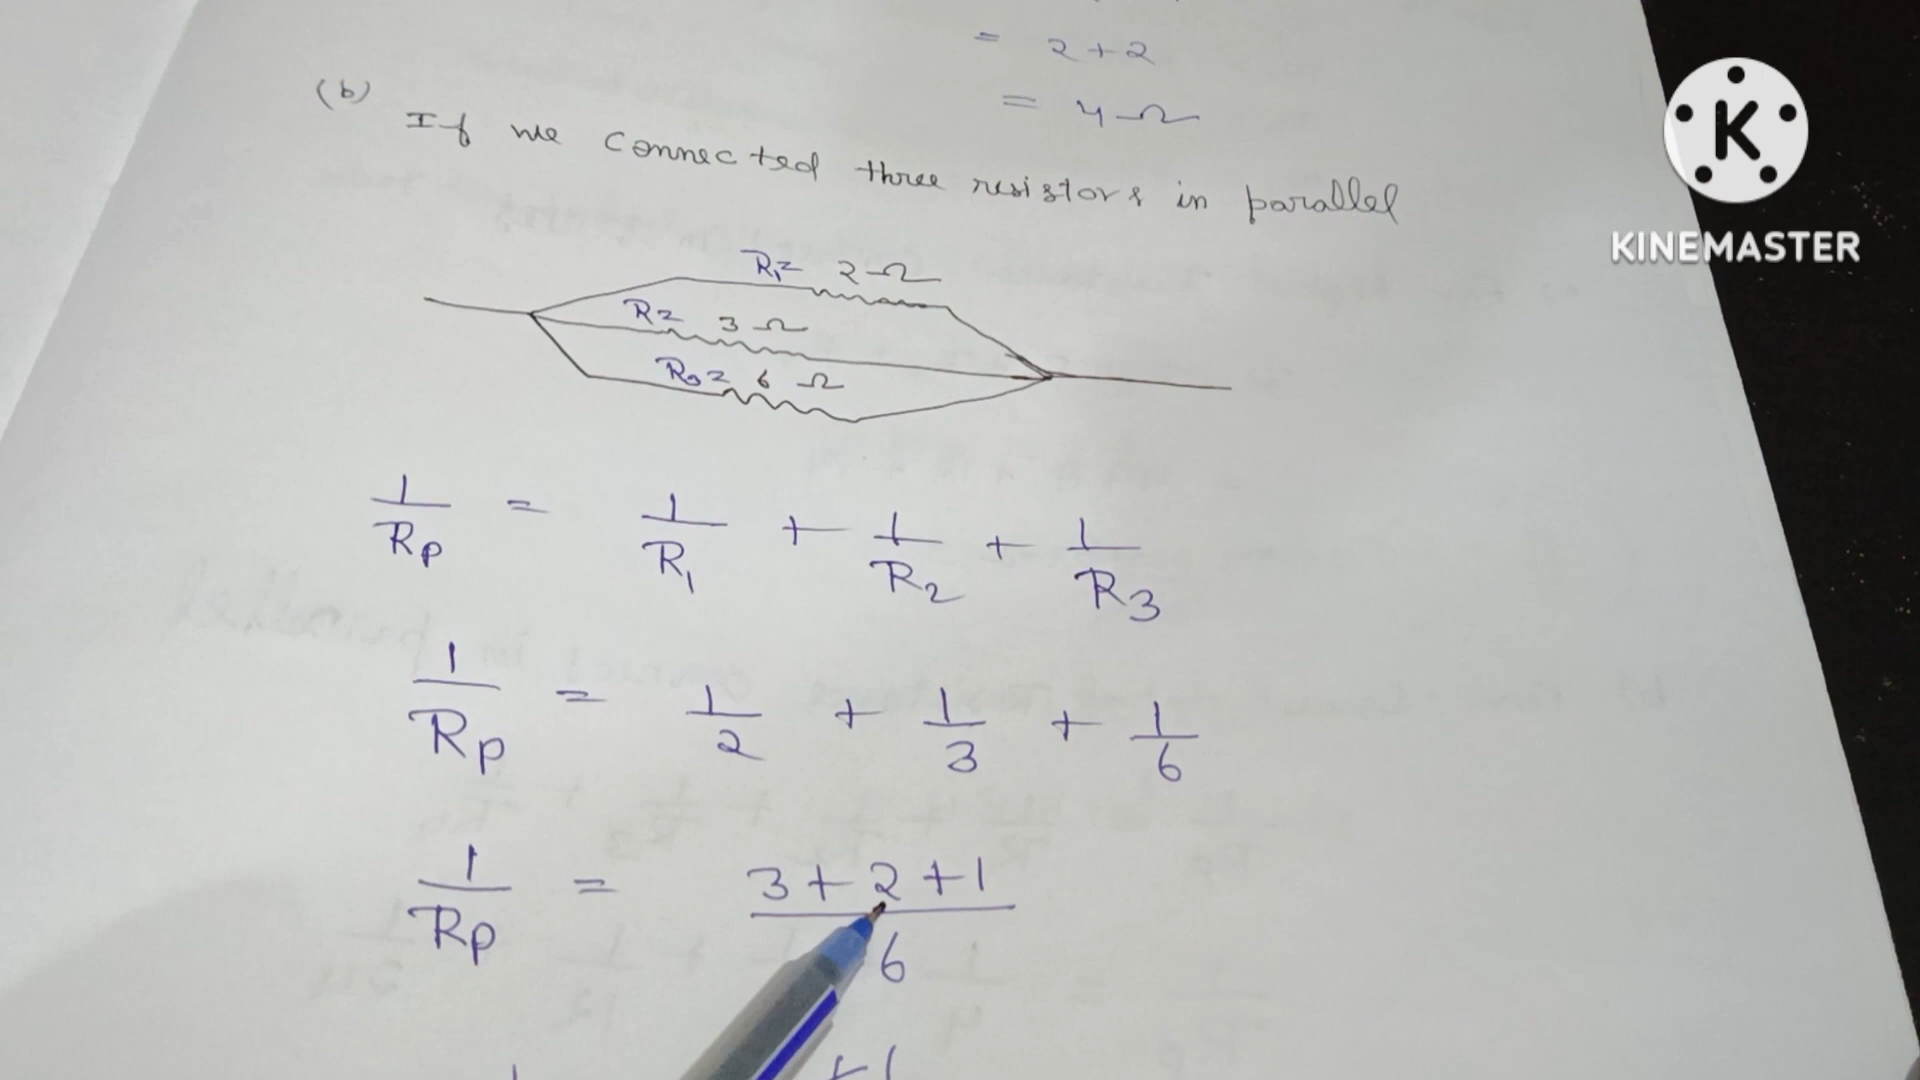 = 2+2
= 4Ω
(b)
If we connected three resistors in parallel
R1= 2Ω
R2 3Ω
R3= 6Ω
1/Rp = 1/R1 + 1/R2 + 1/R3
1/Rp = 1/2 + 1/3 + 1/6
1/Rp = 3+2+1/6
K
KINEMASTER